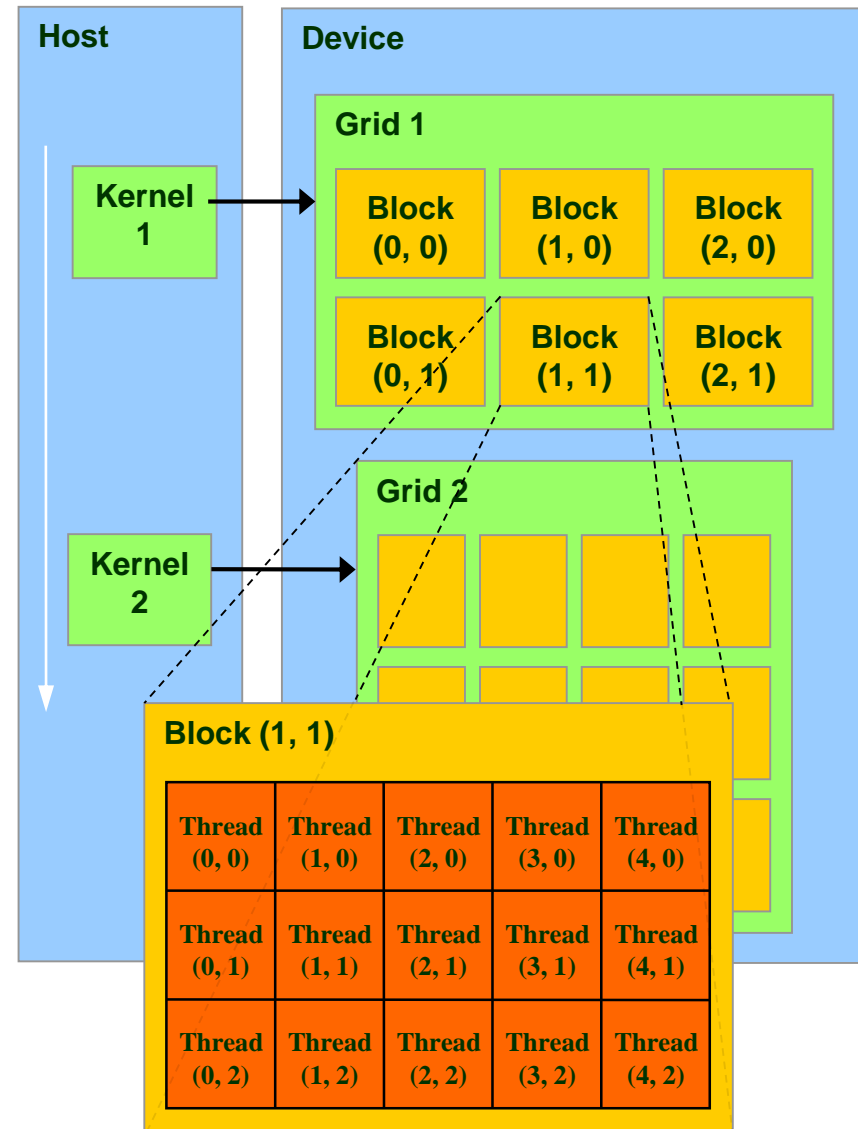 Host
Device
Grid 1
Kernel
1
Block
(0, 0)
Block
(1, 0)
Block
(2, 0)
Block
(0, 1)
Block
(1, 1)
Block
(2, 1)
Grid 2
Kernel
2
Block (1, 1)
Thread
(0, 0)
Thread
(1, 0)
Thread
(2, 0)
Thread
(3, 0)
Thread
(4, 0)
Thread
(0, 1)
Thread
(1, 1)
Thread
(2, 1)
Thread
(3, 1)
Thread
(4, 1)
Thread
(0, 2)
Thread
(1, 2)
Thread
(2, 2)
Thread
(3, 2)
Thread
(4, 2)